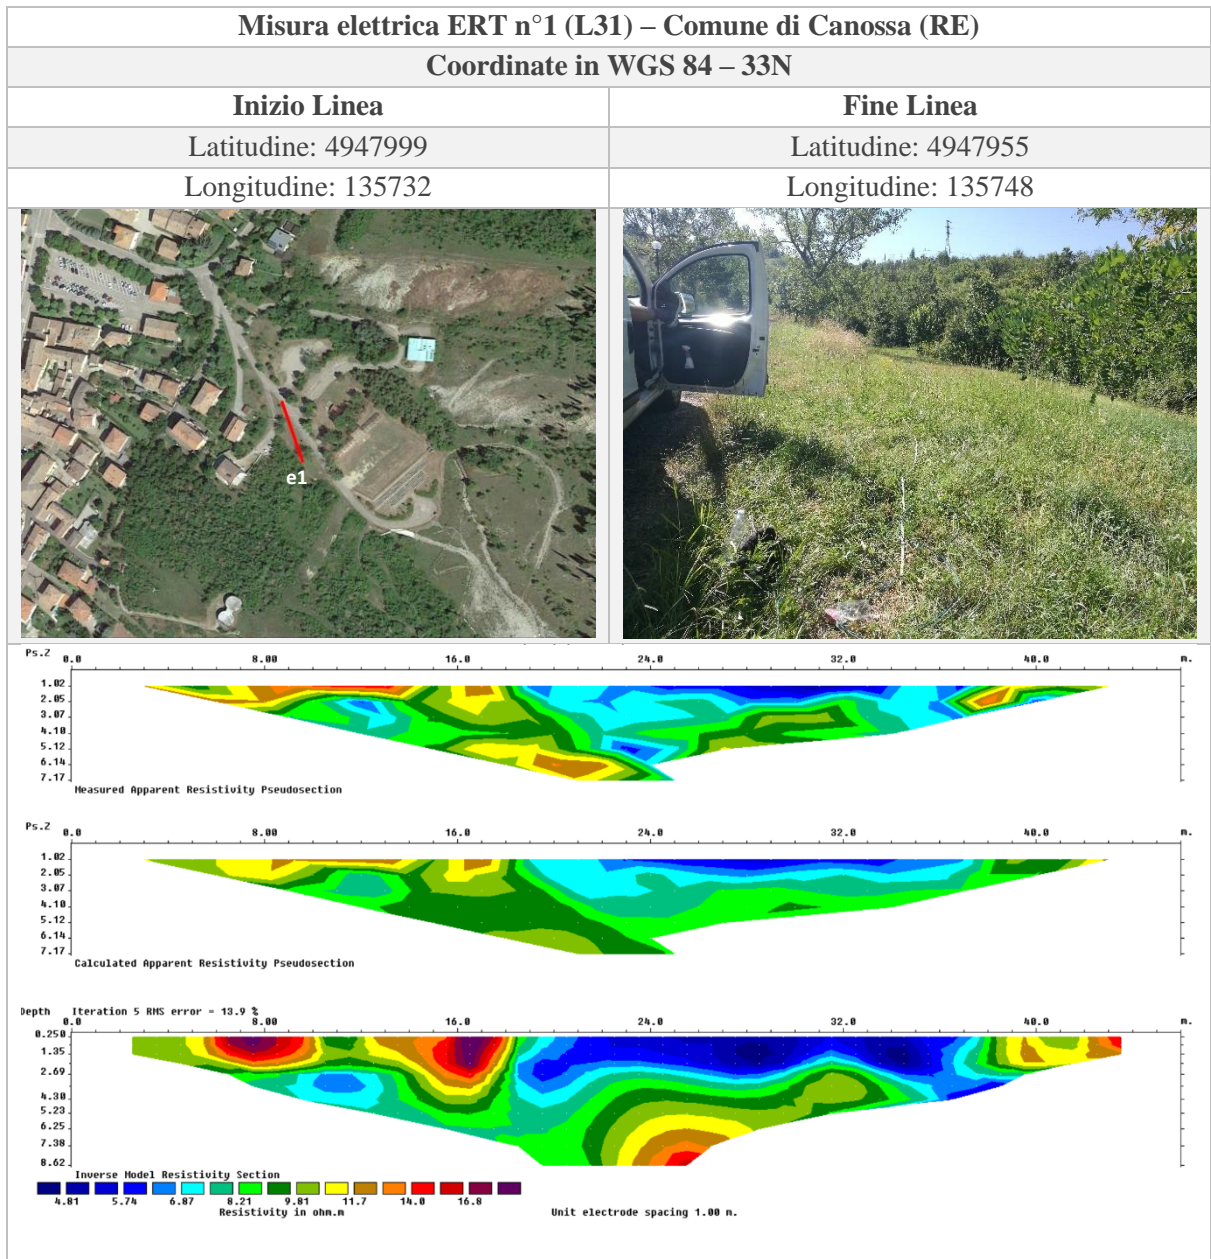 Misura elettrica ERT n°1 (L31) – Comune di Canossa (RE)
Coordinate in WGS 84 – 33N
Inizio Linea Fine Linea
Latitudine: 4947999 Latitudine: 4947955
Longitudine: 135732 Longitudine: 135748
e1
Ps.Z 0.0 8.00 16.0 24.0 32.0 40.0 m.
1.02
2.05
3.07
4.10
5.12
6.14
7.17
Measured Apparent Resistivity Pseudosection
Ps.Z 0.0 8.00 16.0 24.0 32.0 40.0 m.
1.02
2.05
3.07
4.10
5.12
6.14
7.17
Calculated Apparent Resistivity Pseudosection
Depth Iteration 5 RMS error = 13.9 %
0.0 8.00 16.0 24.0 32.0 40.0 m.
0.250
1.35
2.69
4.30
5.23
6.25
7.38
8.62
Inverse Model Resistivity Section
4.81 5.74 6.87 8.21 9.81 11.7 14.0 16.8
Resistivity in ohm.m Unit electrode spacing 1.00 m.